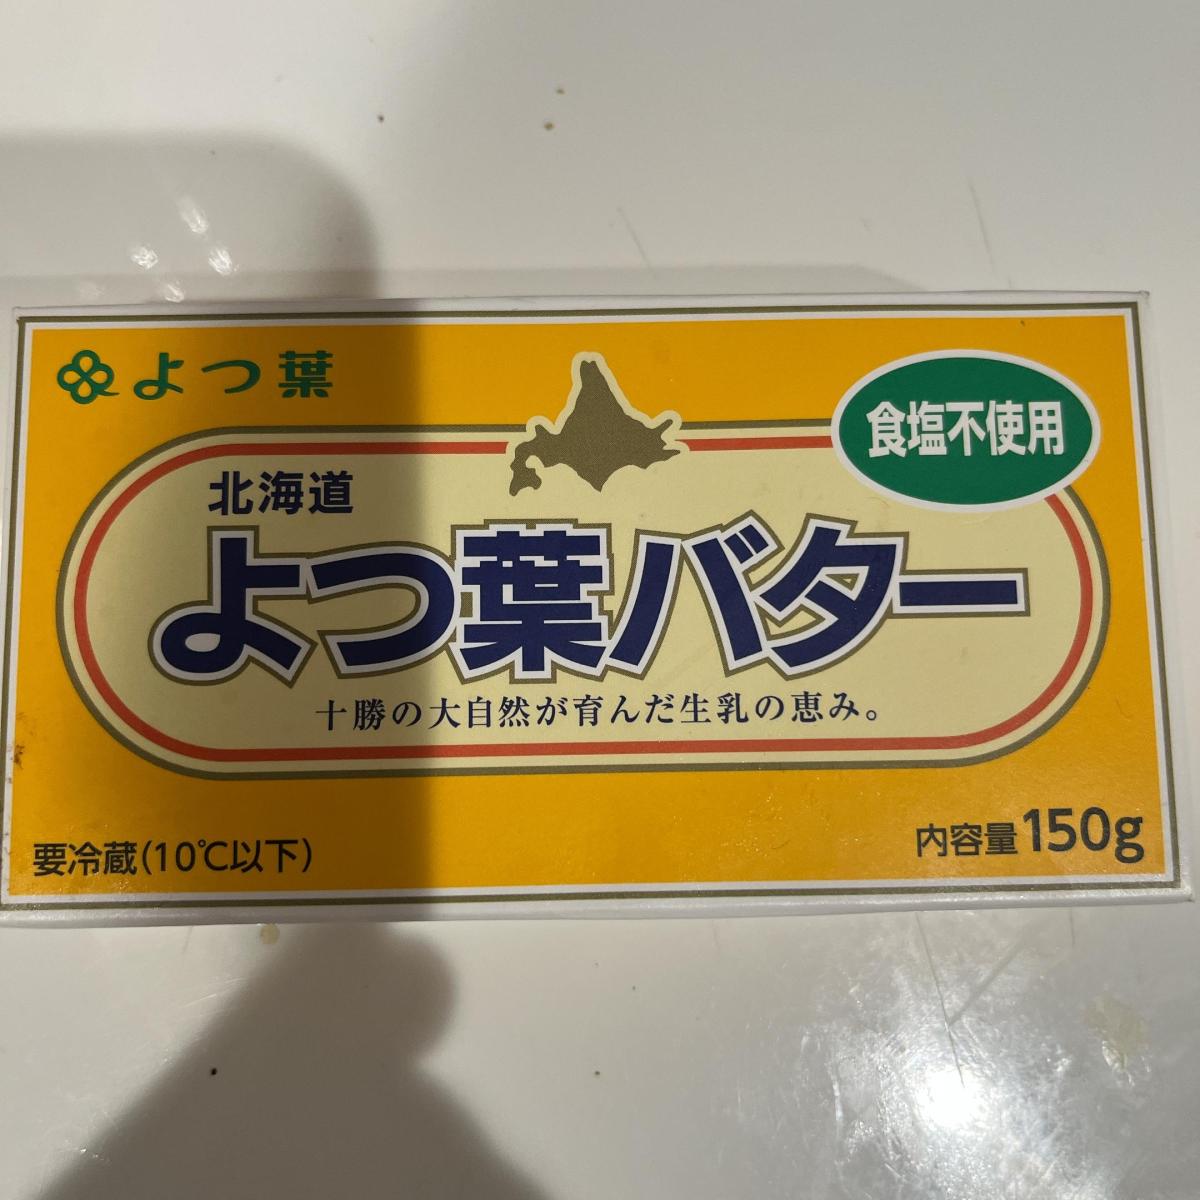 よつ葉
食塩不使用
北海道
よつ葉バター
十勝の大自然が育んだ生乳の恵み。
要冷蔵(10℃以下)
内容量150g